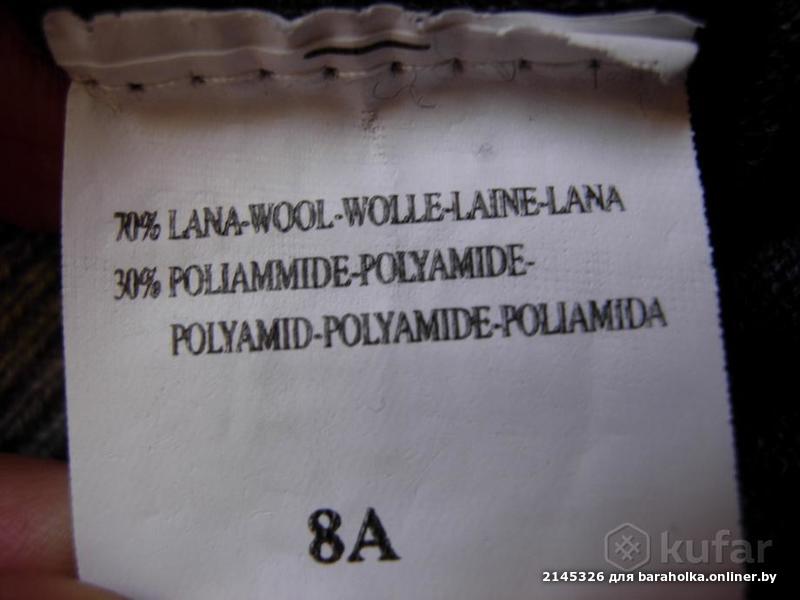 70% LANA-WOOL-WOLLE-LAINE-LANA
30% POLIAMMIDE-POLYAMIDE-
POLYAMID-POLYAMIDE-POLIAMIDA
8A
kufar
2145326 для baraholka.onliner.by